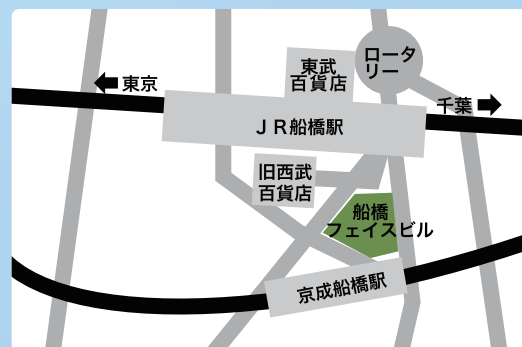 ロータ
リー
東武
百貨店
東京
千葉
ＪＲ船橋駅
旧西武
百貨店
船橋
フェイスビル
京成船橋駅